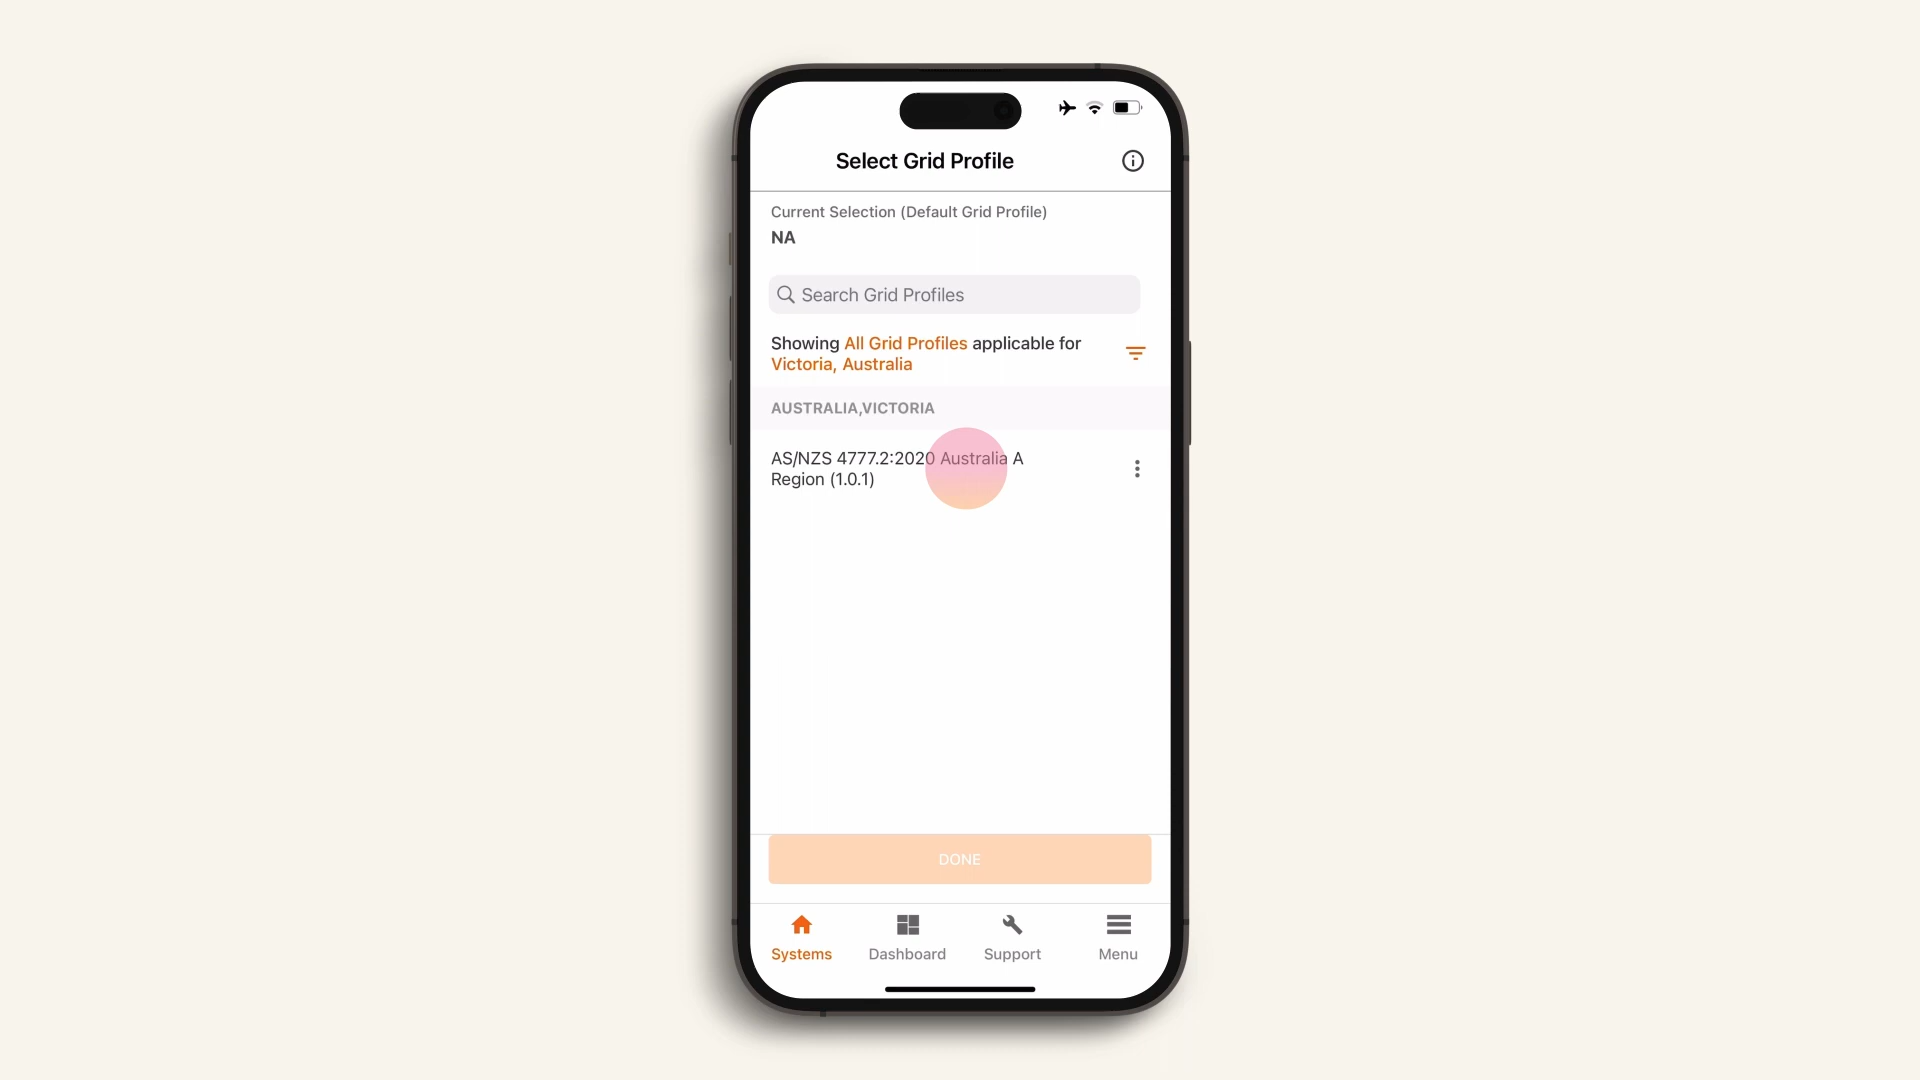 Select Grid Profile
Current Selection (Default Grid Profile)
NA
Search Grid Profiles
Showing All Grid Profiles applicable for
Victoria, Australia
AUSTRALIA,VICTORIA
AS/NZS 4777.2:2020 Australia A
Region (1.0.1)
DONE
Systems
Dashboard
Support
Menu